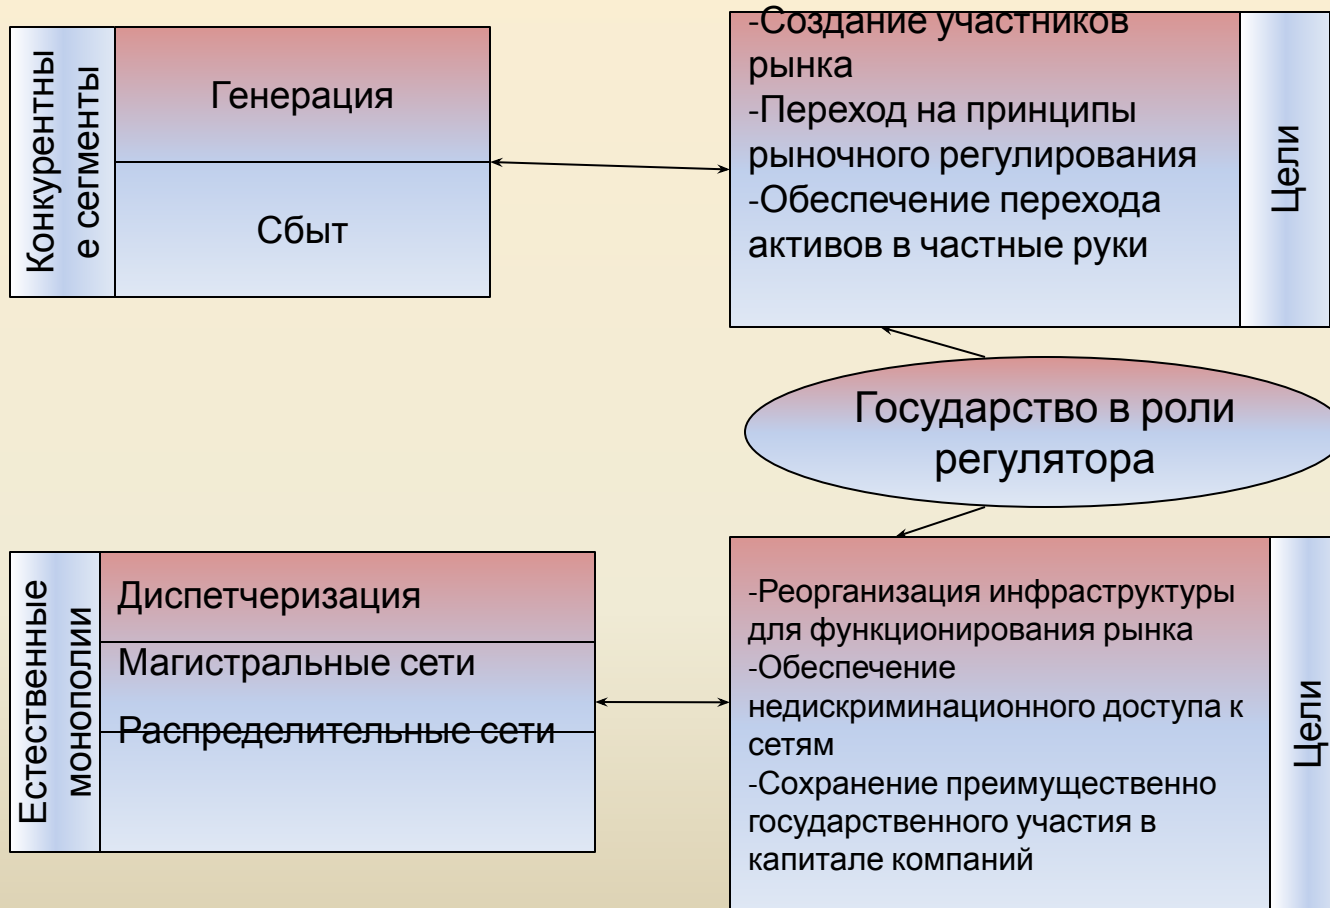 Конкурентны
е сегменты
Генерация
Сбыт
-Создание участников
рынка
-Переход на принципы
рыночного регулирования
-Обеспечение перехода
активов в частные руки
Цели
Государство в роли
регулятора
Естественные
монополии
Диспетчеризация
Магистральные сети
Распределительные сети
-Реорганизация инфраструктуры
для функционирования рынка
-Обеспечение
недискриминационного доступа к
сетям
-Сохранение преимущественно
государственного участия в
капитале компаний
Цели